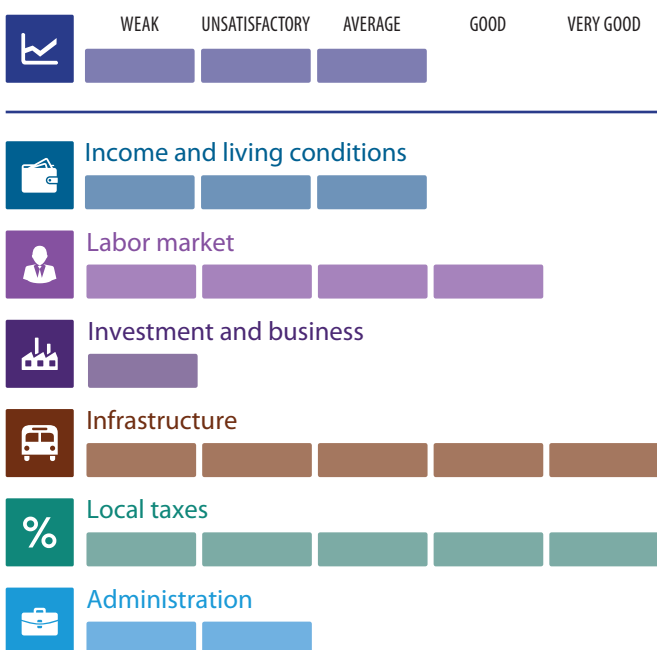 WEAK UNSATISFACTORY AVERAGE GOOD VERY GOOD
Income and living conditions
Labor market
Investment and business
Infrastructure
Local taxes
%
Administration